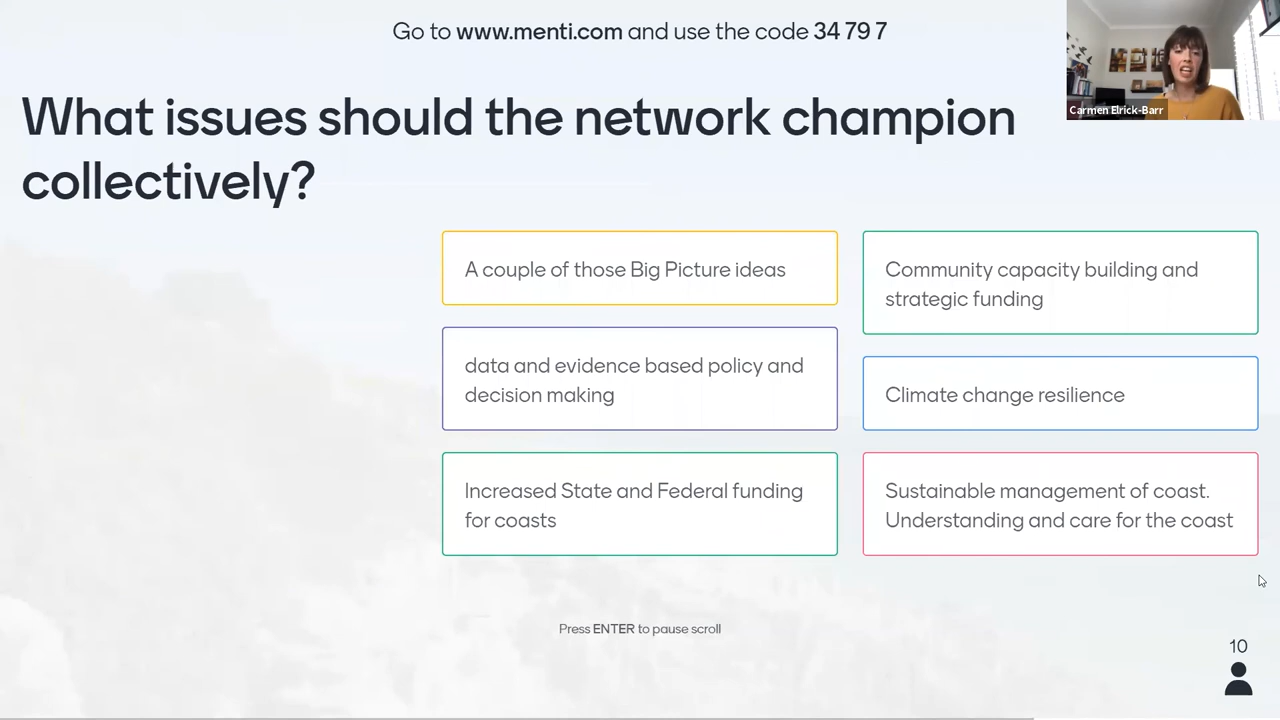 Go to www.menti.com and use the code 34 79 7
Carmen Elrick-Barr
What issues should the network champion
collectively?
A couple of those Big Picture ideas
data and evidence based policy and
decision making
Increased State and Federal funding
for coasts
Community capacity building and
strategic funding
Climate change resilience
Sustainable management of coast.
Understanding and care for the coast
Press ENTER to pause scroll
10